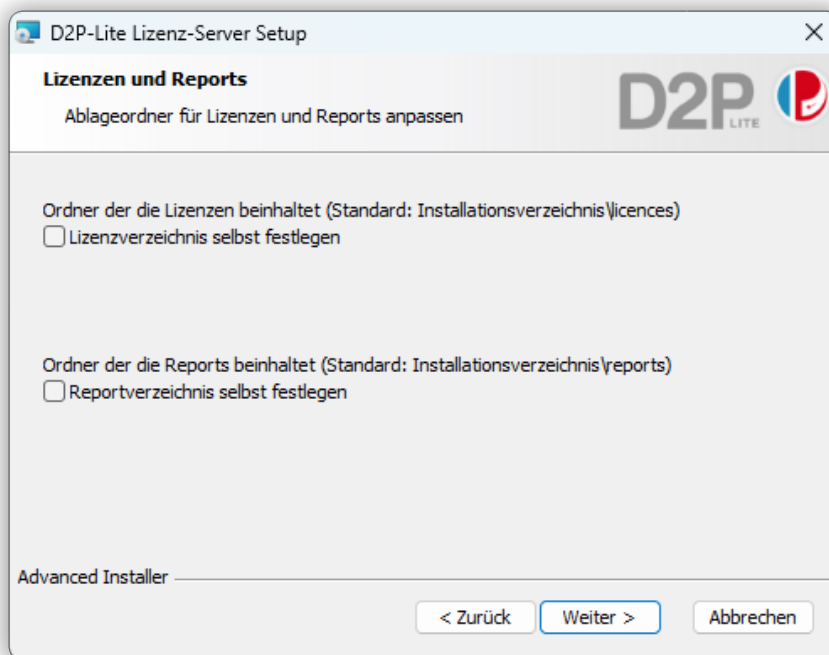 D2P-Lite Lizenz-Server Setup
Lizenzen und Reports
Ablageordner für Lizenzen und Reports anpassen
D2P LITE
Ordner der die Lizenzen beinhaltet (Standard: Installationsverzeichnis\licences)
Lizenzverzeichnis selbst festlegen
Ordner der die Reports beinhaltet (Standard: Installationsverzeichnis\reports)
Reportverzeichnis selbst festlegen
Advanced Installer
< Zurück Weiter > Abbrechen